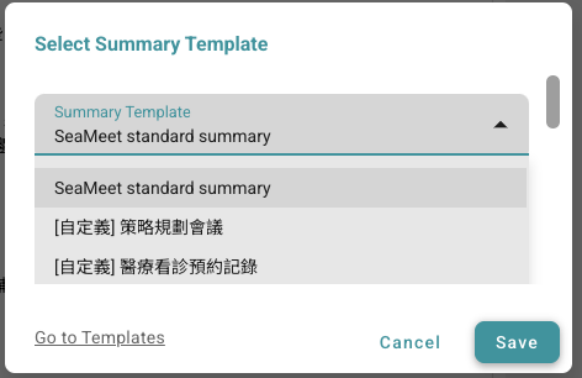 Select Summary Template
Summary Template
SeaMeet standard summary
SeaMeet standard summary
[自定義] 策略規劃會議
[自定義] 醫療看診預約記錄
Go to Templates
Cancel
Save